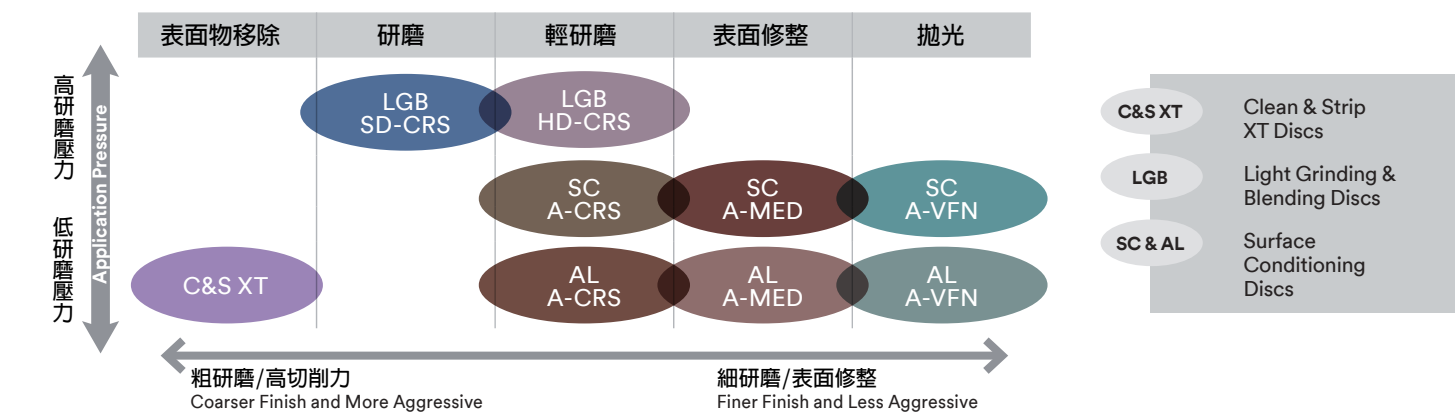 表面物移除
研磨
輕研磨
表面修整
拋光
高研磨壓力
低研磨壓力
Application Pressure
LGB
SD-CRS
LGB
HD-CRS
SC
A-CRS
SC
A-MED
SC
A-VFN
C&S XT
AL
A-CRS
AL
A-MED
AL
A-VFN
粗研磨/高切削力
Coarser Finish and More Aggressive
細研磨/表面修整
Finer Finish and Less Aggressive
C&S XT
Clean & Strip
XT Discs
LGB
Light Grinding &
Blending Discs
SC & AL
Surface
Conditioning
Discs